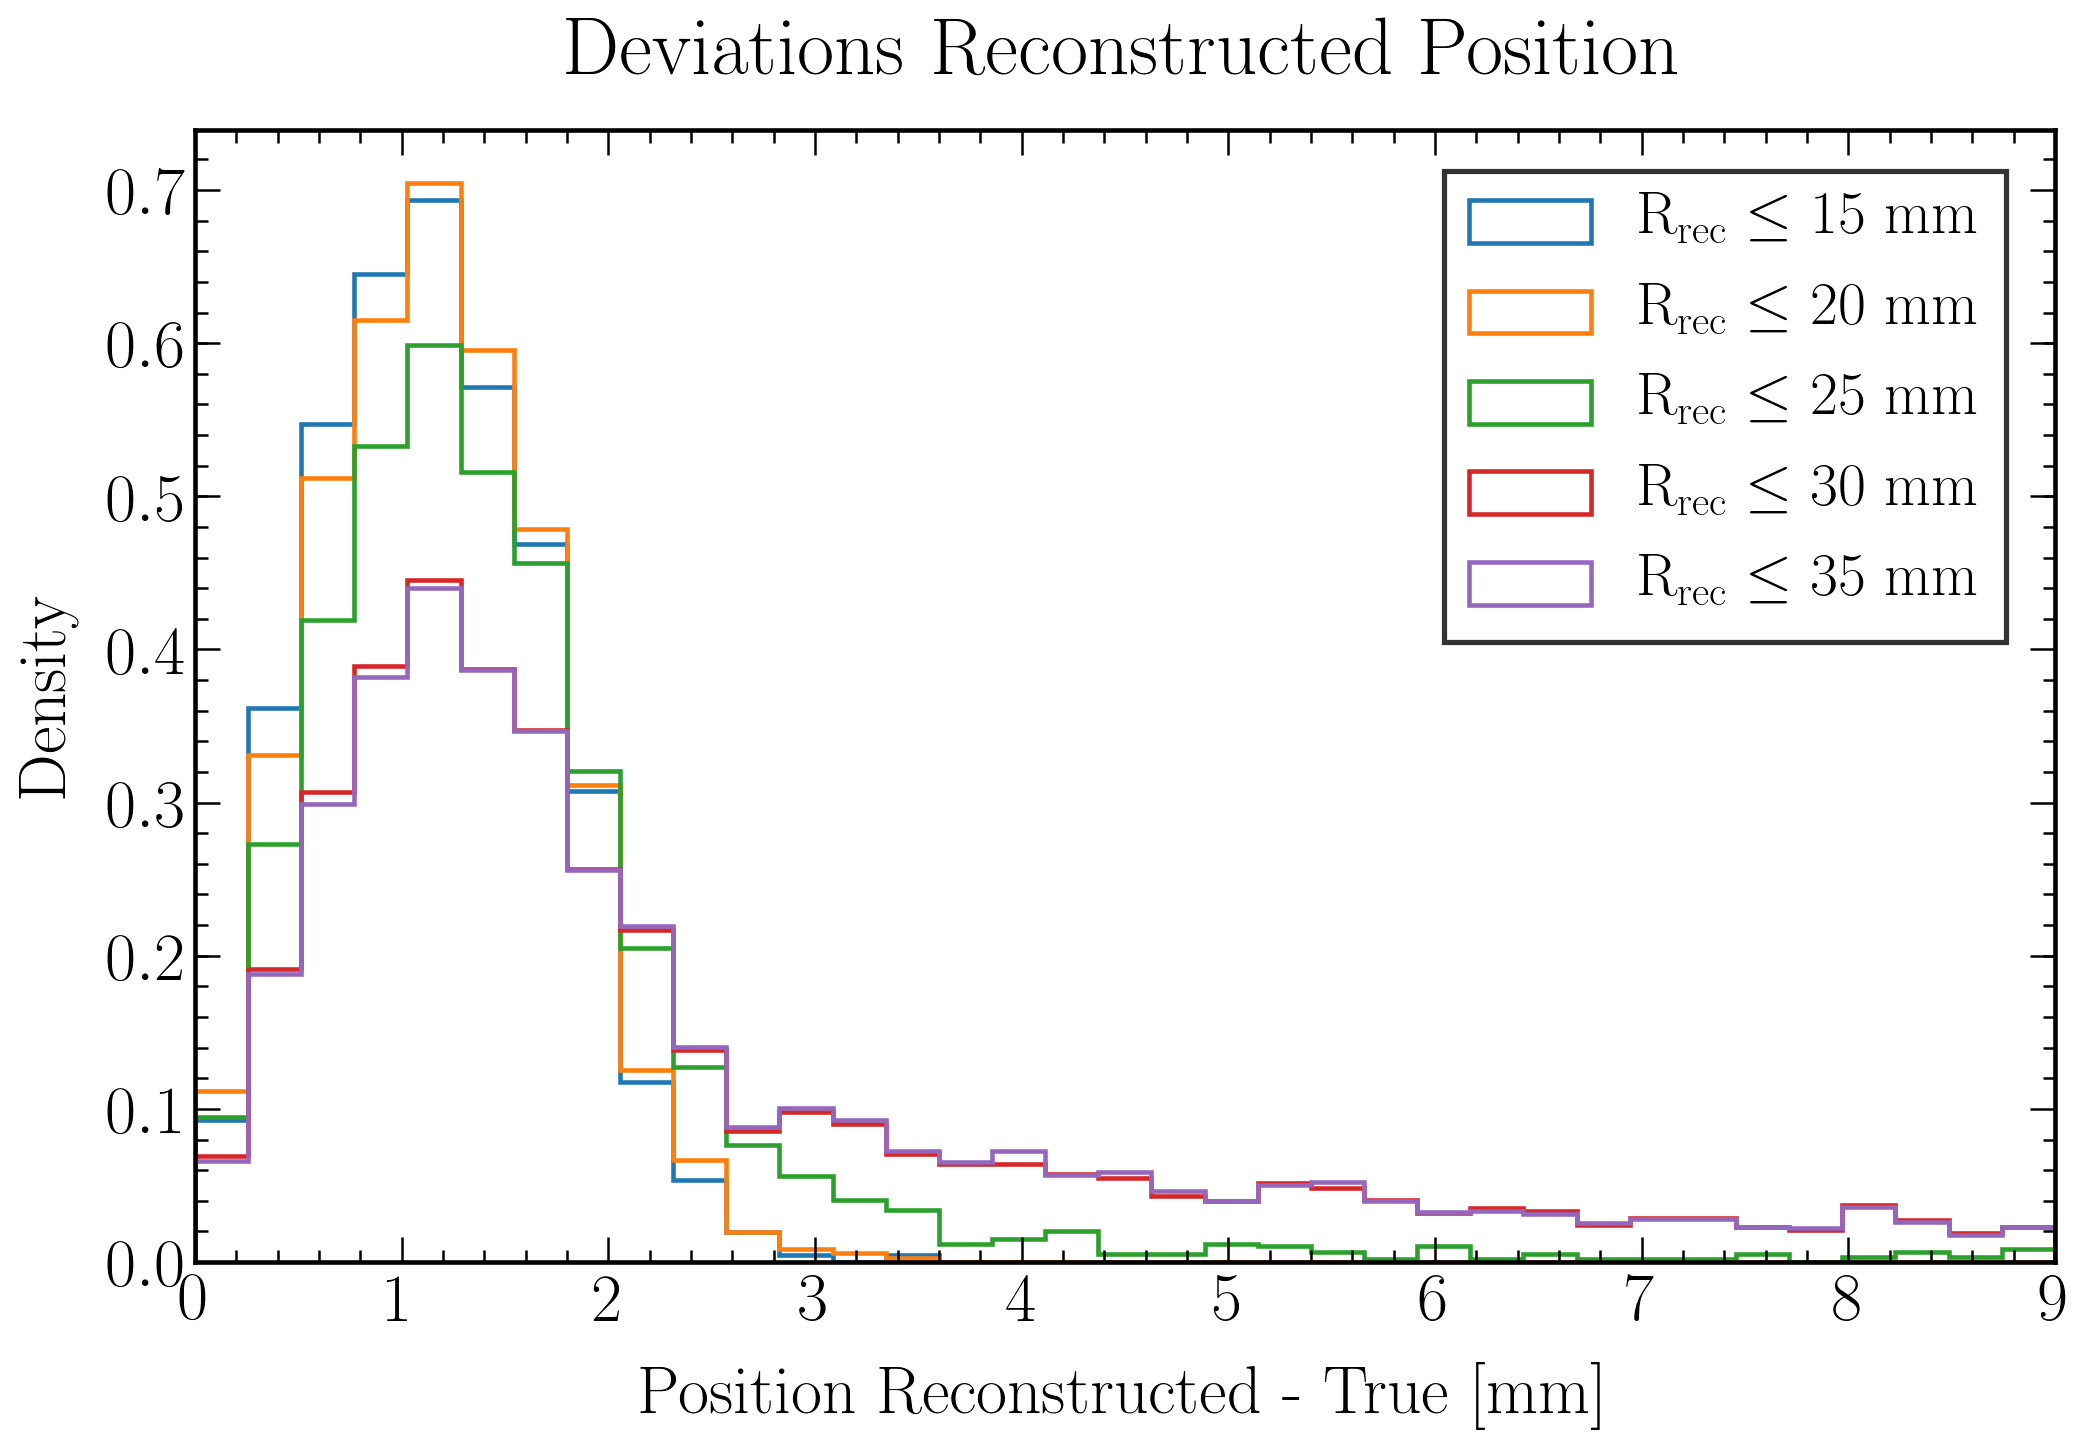 Deviations Reconstructed Position
0.7
0.6
0.5
0.4
0.3
0.2
0.1
0.0
Density
R_rec ≤ 15 mm
R_rec ≤ 20 mm
R_rec ≤ 25 mm
R_rec ≤ 30 mm
R_rec ≤ 35 mm
0 1 2 3 4 5 6 7 8 9
Position Reconstructed - True [mm]